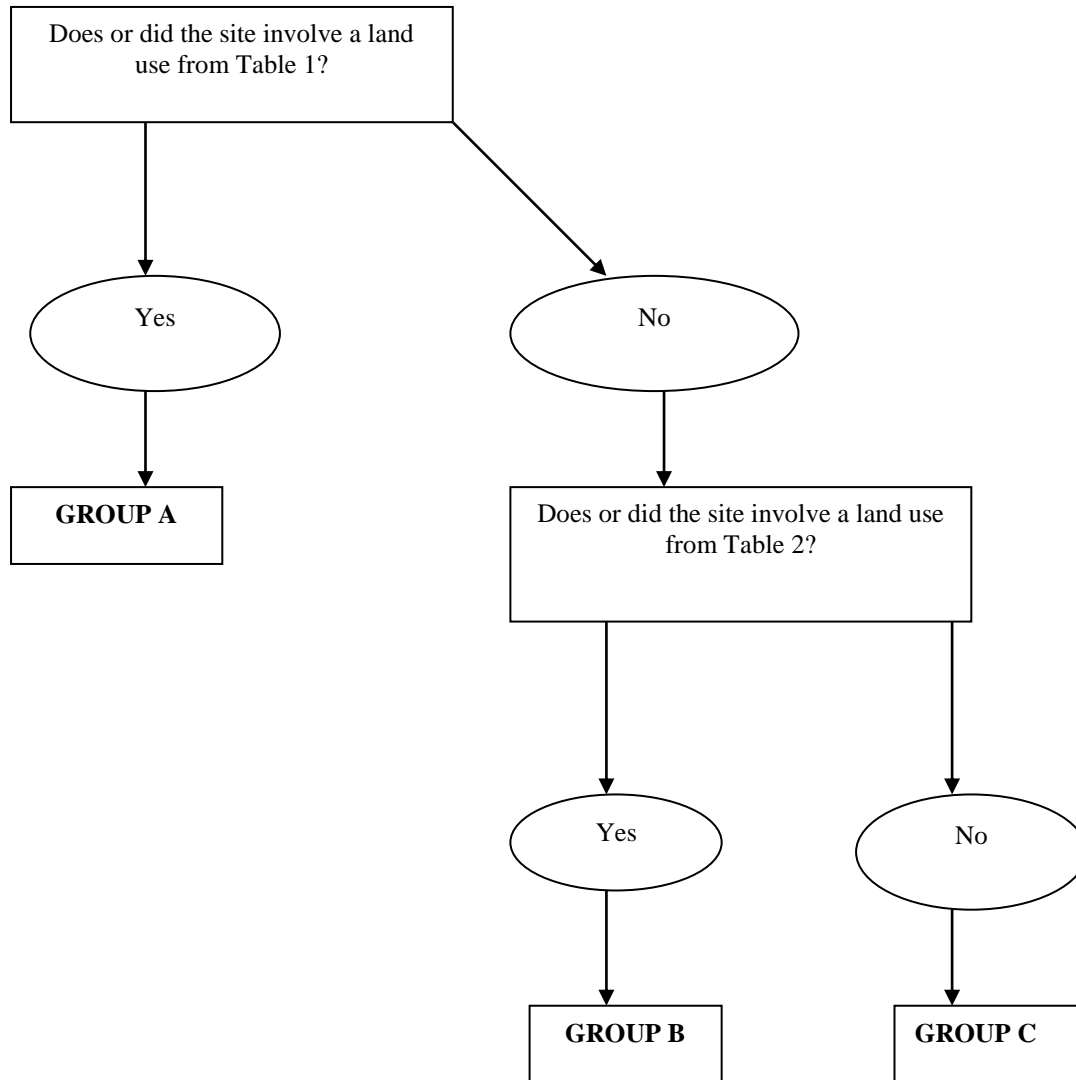 Does or did the site involve a land
use from Table 1?
Yes
No
GROUP A
Does or did the site involve a land use
from Table 2?
Yes
No
GROUP B
GROUP C